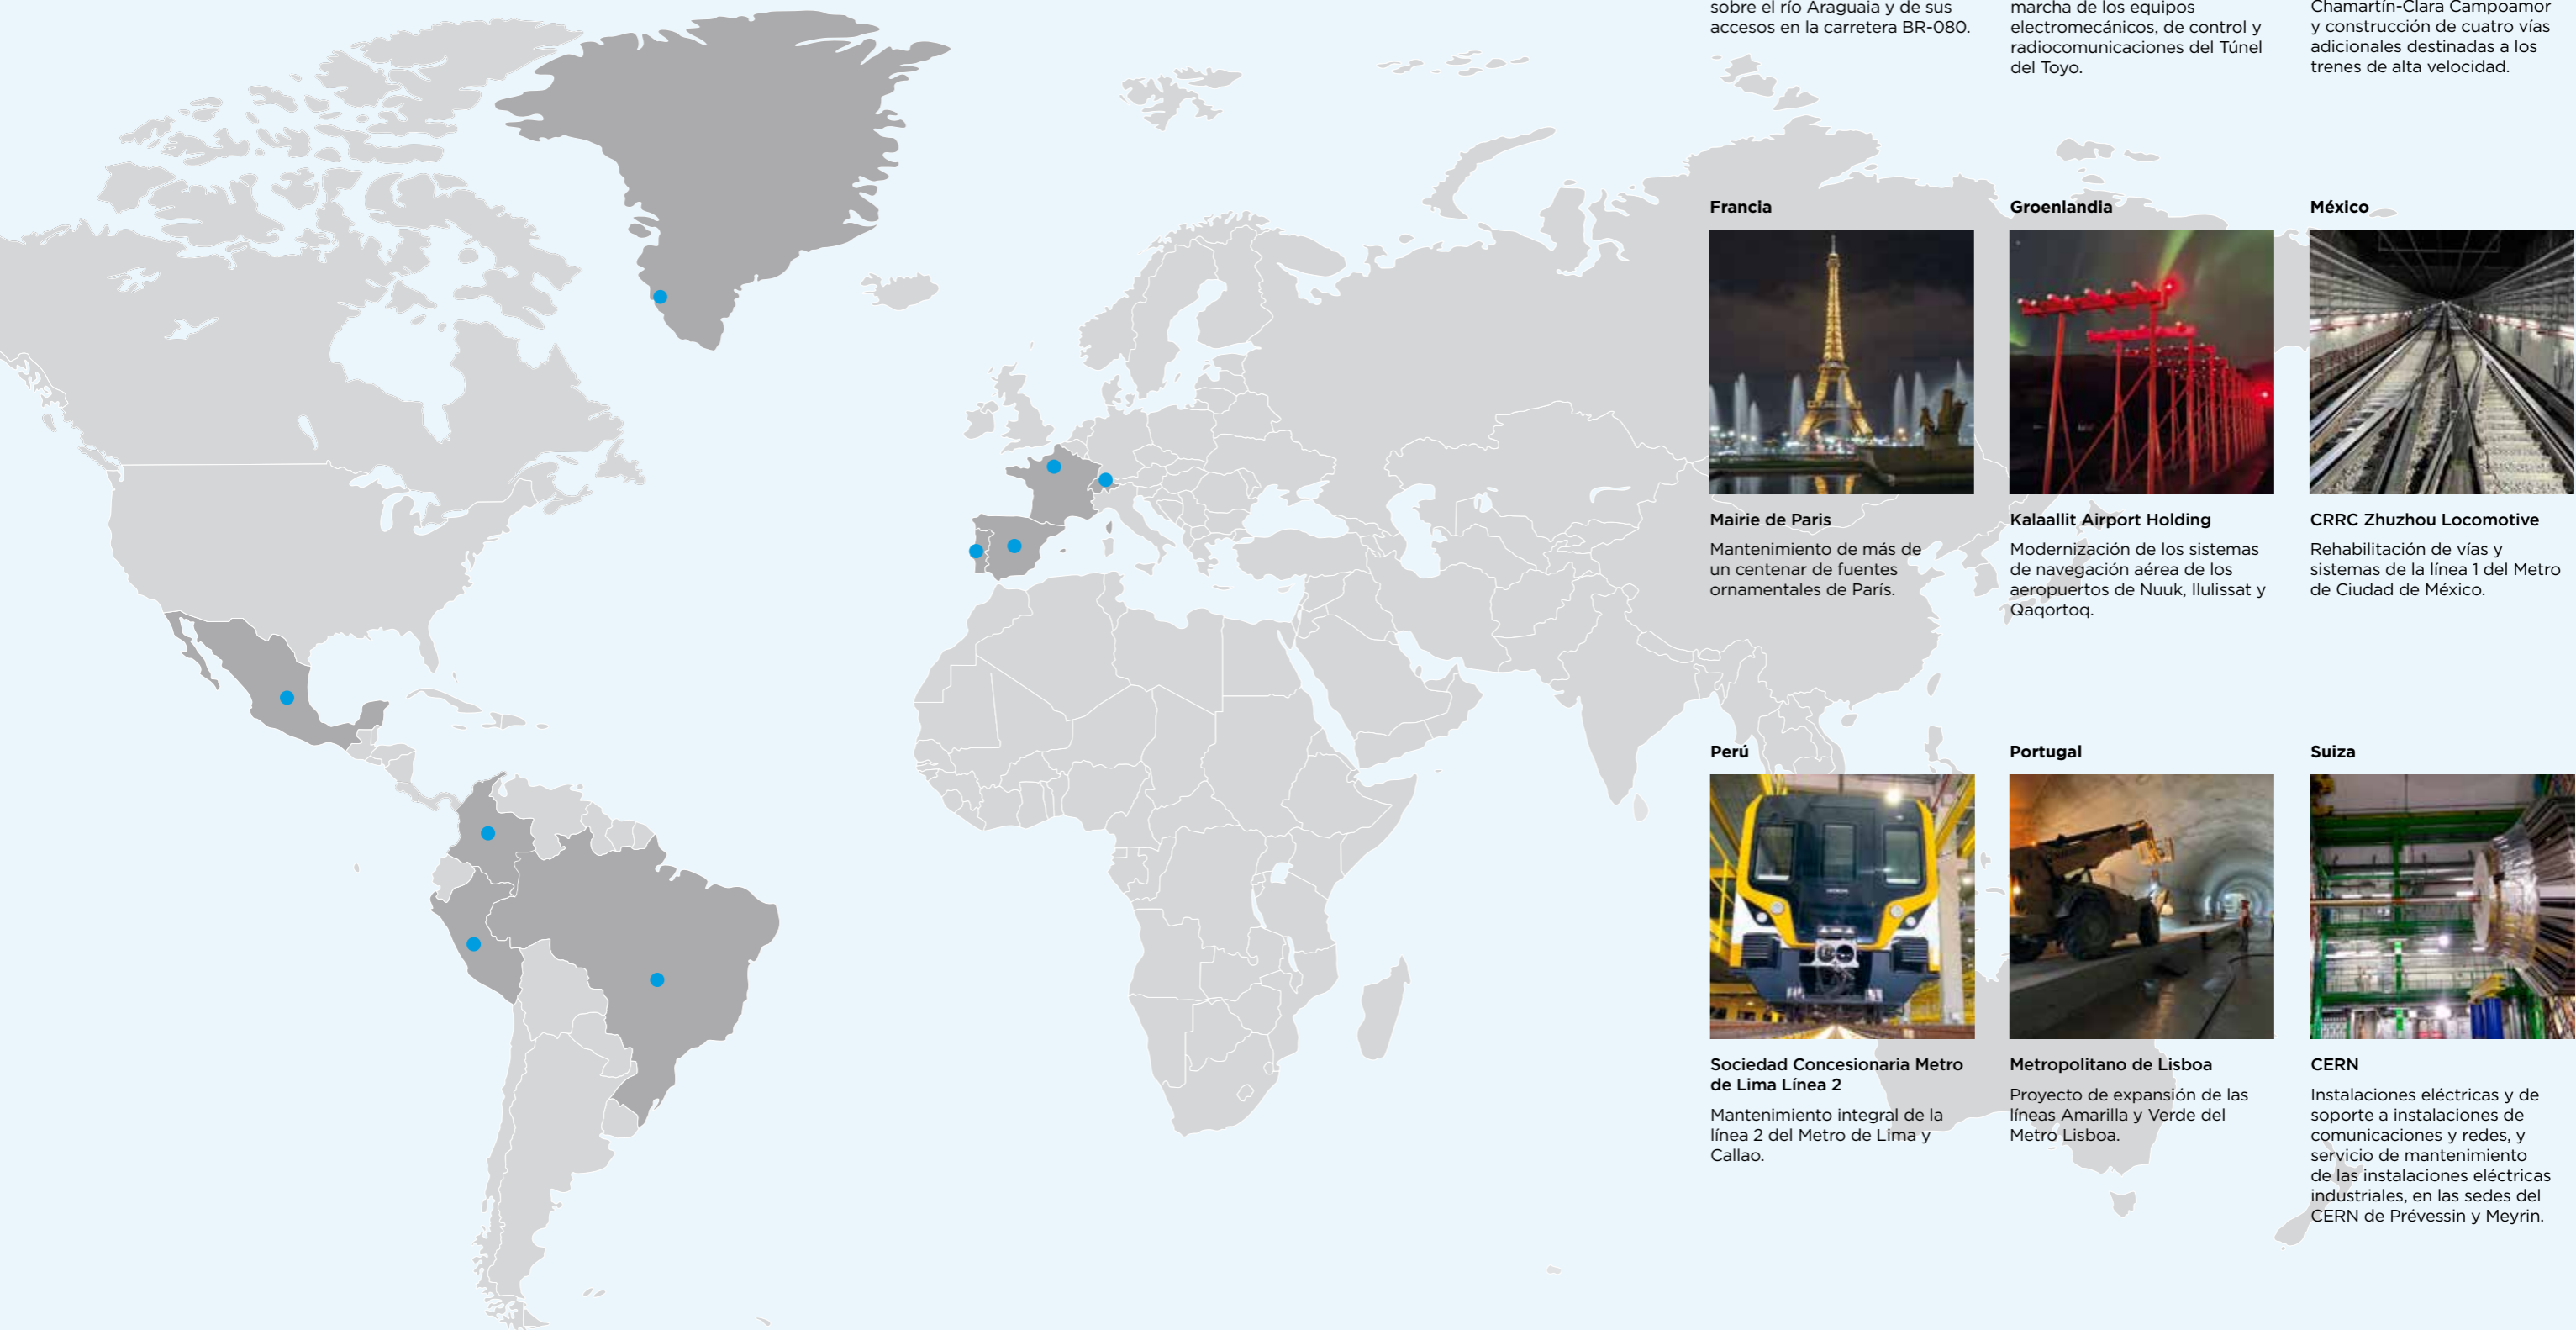 sobre el río Araguaia y de sus
accesos en la carretera BR-080.
marcha de los equipos
electromecánicos, de control y
radiocomunicaciones del Túnel
del Toyo.
Chamartín-Clara Campoamor
y construcción de cuatro vías
adicionales destinadas a los
trenes de alta velocidad.
Francia
Mairie de Paris
Mantenimiento de más de
un centenar de fuentes
ornamentales de París.
Groenlandia
Kalaallit Airport Holding
Modernización de los sistemas
de navegación aérea de los
aeropuertos de Nuuk, Ilulissat y
Qaqortoq.
México
CRRC Zhuzhou Locomotive
Rehabilitación de vías y
sistemas de la línea 1 del Metro
de Ciudad de México.
Perú
Sociedad Concesionaria Metro
de Lima Línea 2
Mantenimiento integral de la
línea 2 del Metro de Lima y
Callao.
Portugal
Metropolitano de Lisboa
Proyecto de expansión de las
líneas Amarilla y Verde del
Metro Lisboa.
Suiza
CERN
Instalaciones eléctricas y de
soporte a instalaciones de
comunicaciones y redes, y
servicio de mantenimiento
de las instalaciones eléctricas
industriales, en las sedes del
CERN de Prévessin y Meyrin.